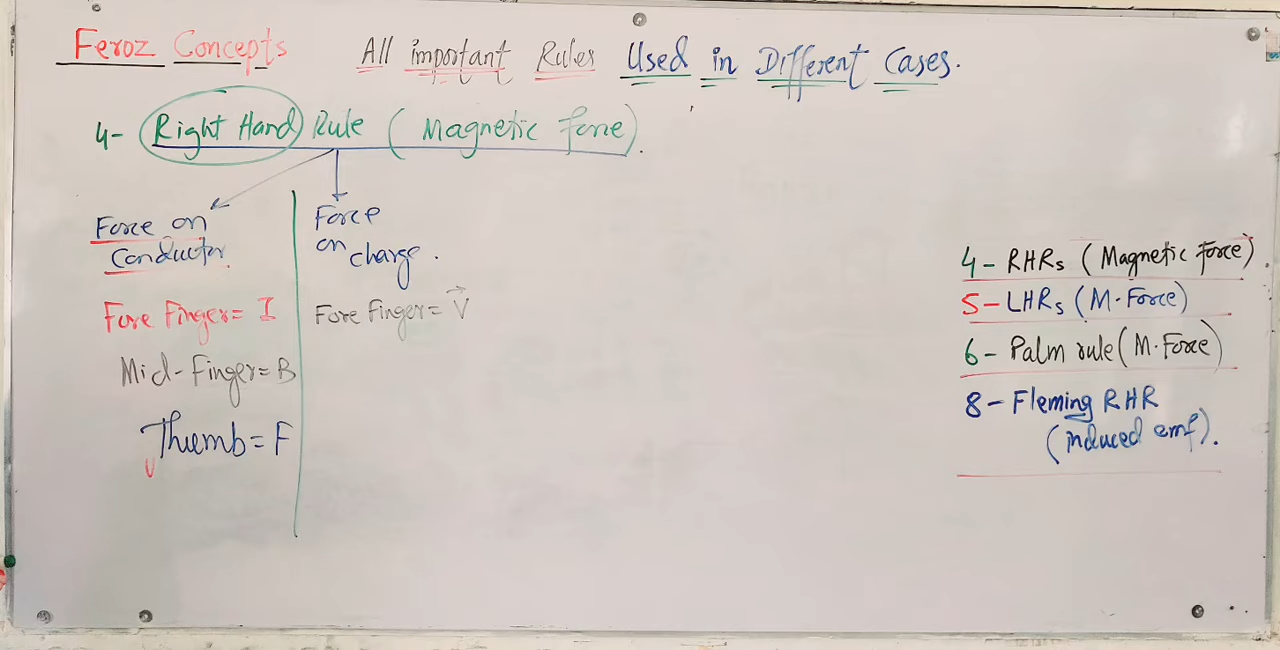 Feroz Concepts
All important Rules Used in Different Cases.
4- Right Hand Rule (Magnetic force).
Force on
Conductor
Fore Finger= I
Mid-Finger=B
Thumb=F
Force
on charge.
Fore Finger= V
4- RHRs (Magnetic Force).
5- LHRs (M.Force)
6- Palm rule (M.Force)
8- Fleming RHR
(induced emf).